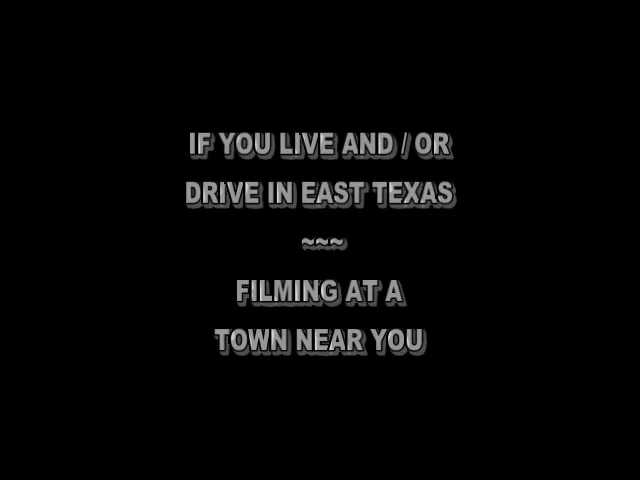 IF YOU LIVE AND / OR
DRIVE IN EAST TEXAS
~~~
FILMING AT A
TOWN NEAR YOU